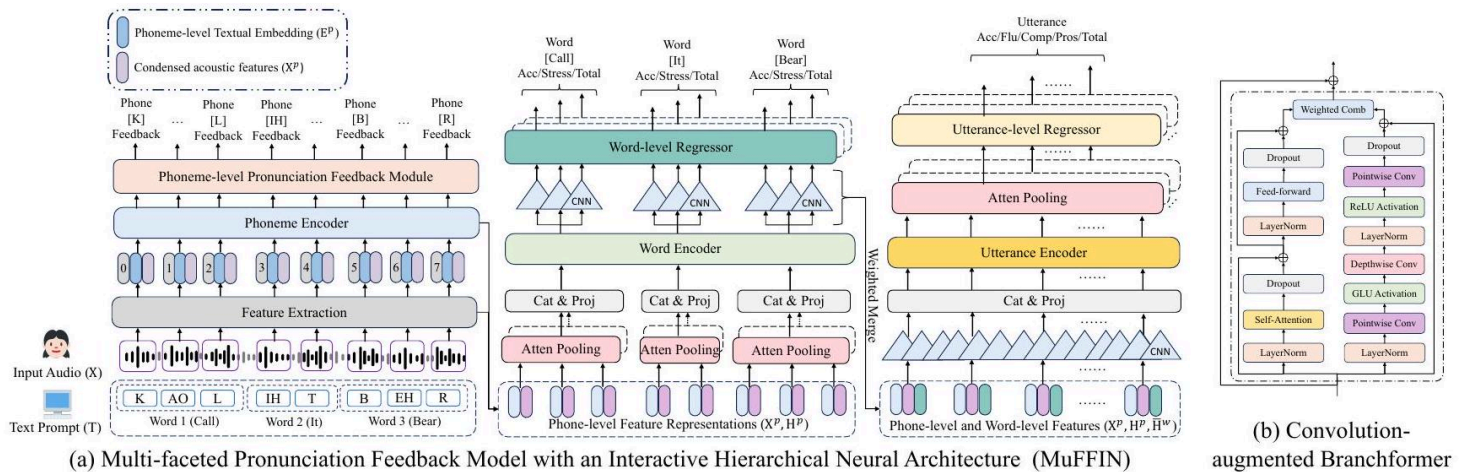 Phoneme-level Textual Embedding (E^p)
Condensed acoustic features (X^p)
Phone [K] Feedback
...
Phone [L] Feedback
Phone [IH] Feedback
...
Phone [B] Feedback
...
Phone [R] Feedback
Phoneme-level Pronunciation Feedback Module
Phoneme Encoder
0 1 2 3 4 5 6 7
Feature Extraction
Input Audio (X)
Text Prompt (T)
K AO L IH T B EH R
Word 1 (Call) Word 2 (It) Word 3 (Bear)
Word [Call] Acc/Stress/Total
Word [It] Acc/Stress/Total
Word [Bear] Acc/Stress/Total
Word-level Regressor
CNN CNN CNN
Word Encoder
Cat & Proj Cat & Proj Cat & Proj
Atten Pooling Atten Pooling Atten Pooling
Phone-level Feature Representations (X^p, H^p)
Weighted Merge
Utterance
Acc/Flu/Comp/Pros/Total
......
Utterance-level Regressor
......
Atten Pooling
......
Utterance Encoder
......
Cat & Proj
......
CNN
......
Phone-level and Word-level Features (X^p, H^p, H̅^w)
(a) Multi-faceted Pronunciation Feedback Model with an Interactive Hierarchical Neural Architecture (MuFFIN)
Weighted Comb
Dropout
Feed-forward
LayerNorm
Dropout
Self-Attention
LayerNorm
Dropout
Pointwise Conv
ReLU Activation
LayerNorm
Depthwise Conv
GLU Activation
Pointwise Conv
LayerNorm
(b) Convolution-
augmented Branchformer